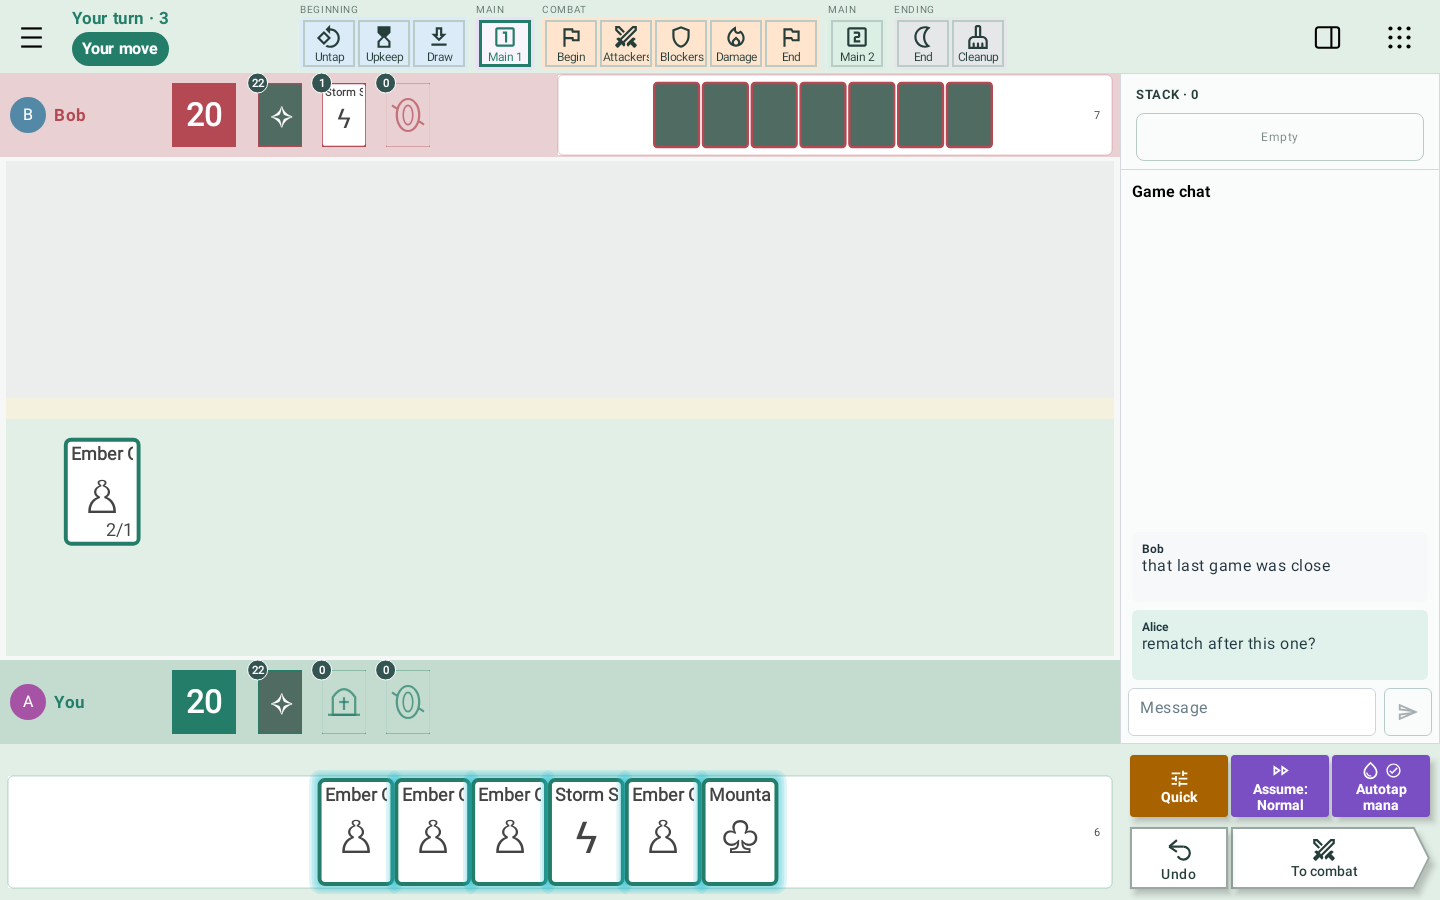 Your turn · 3
Your move
BEGINNING
Untap
Upkeep
Draw
MAIN
1
Main 1
COMBAT
Begin
Attackers
Blockers
Damage
End
MAIN
2
Main 2
ENDING
End
Cleanup
B
Bob
20
22
1
Storm S
0
7
STACK · 0
Empty
Game chat
Ember C
2/1
Bob
that last game was close
Alice
rematch after this one?
Message
A
You
20
22
0
0
Ember C
Ember C
Ember C
Storm S
Ember C
Mounta
6
Quick
Assume:
Normal
Autotap
mana
Undo
To combat